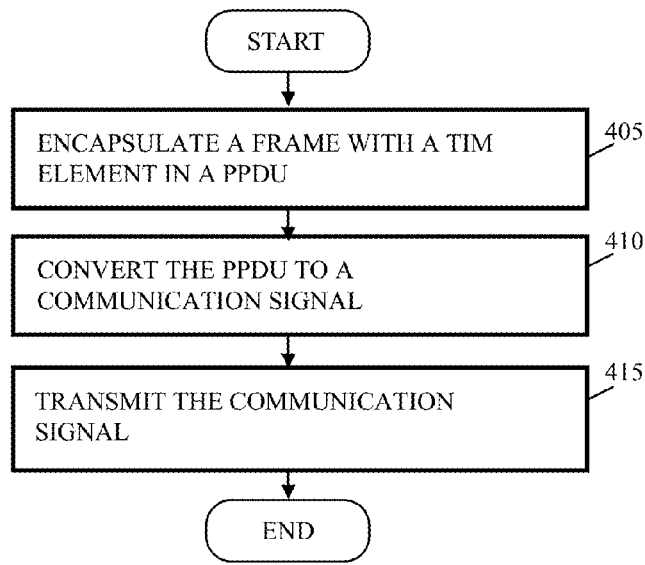 START
ENCAPSULATE A FRAME WITH A TIM
ELEMENT IN A PPDU
405
CONVERT THE PPDU TO A
COMMUNICATION SIGNAL
410
TRANSMIT THE COMMUNICATION
SIGNAL
415
END